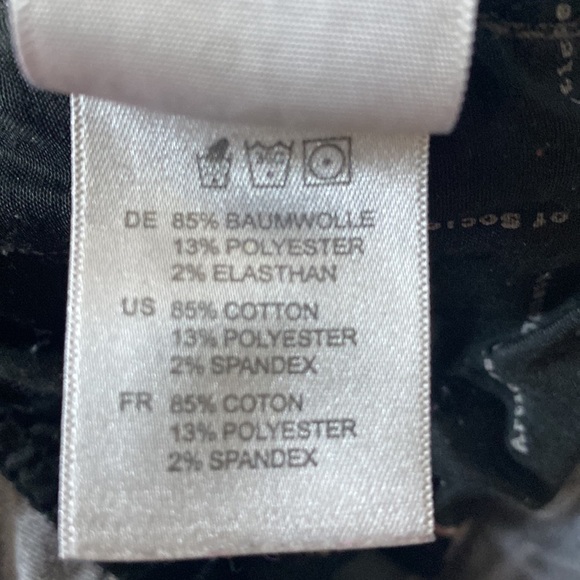 DE 85% BAUMWOLLE
13% POLYESTER
2% ELASTHAN
US 85% COTTON
13% POLYESTER
2% SPANDEX
FR 85% COTON
13% POLYESTER
2% SPANDEX